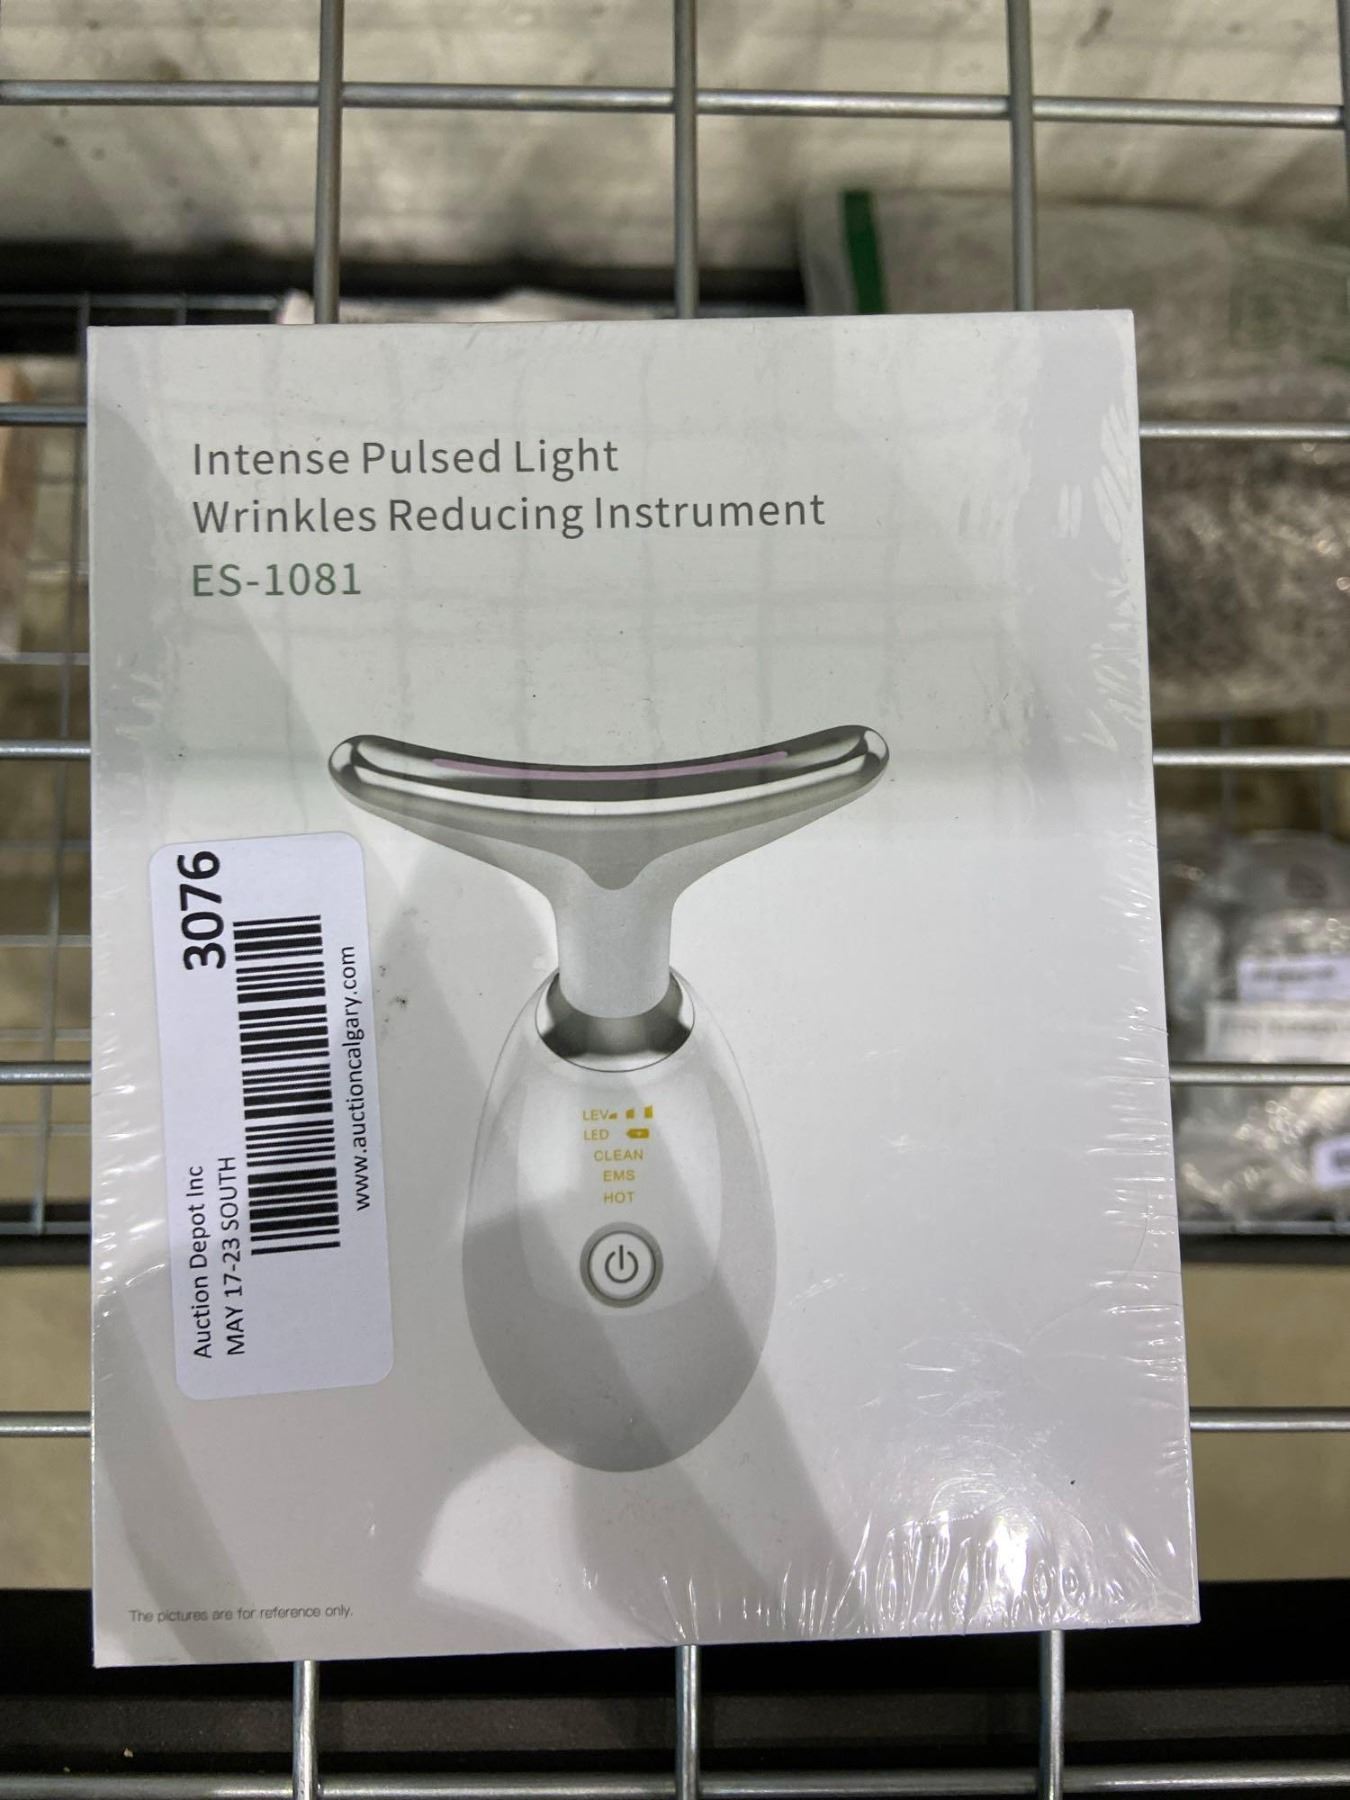 Intense Pulsed Light
Wrinkles Reducing Instrument
ES-1081
3076
Auction Depot Inc
MAY 17-23 SOUTH
www.auctioncalgary.com
LEV
LED
CLEAN
EMS
HOT
The pictures are for reference only.